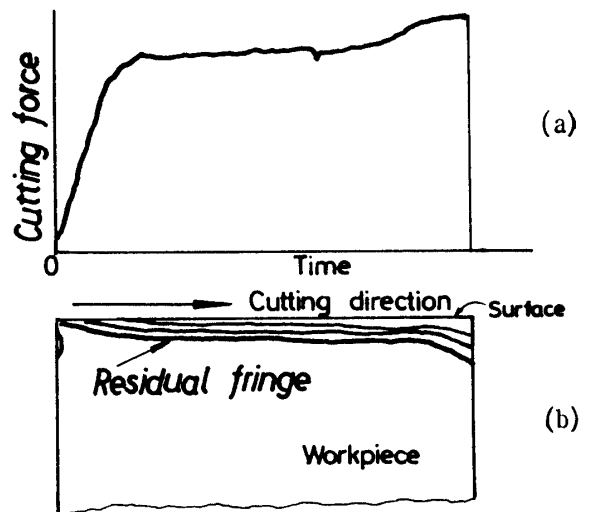 Cutting force
(a)
0
Time
Cutting direction
Surface
Residual fringe
(b)
Workpiece